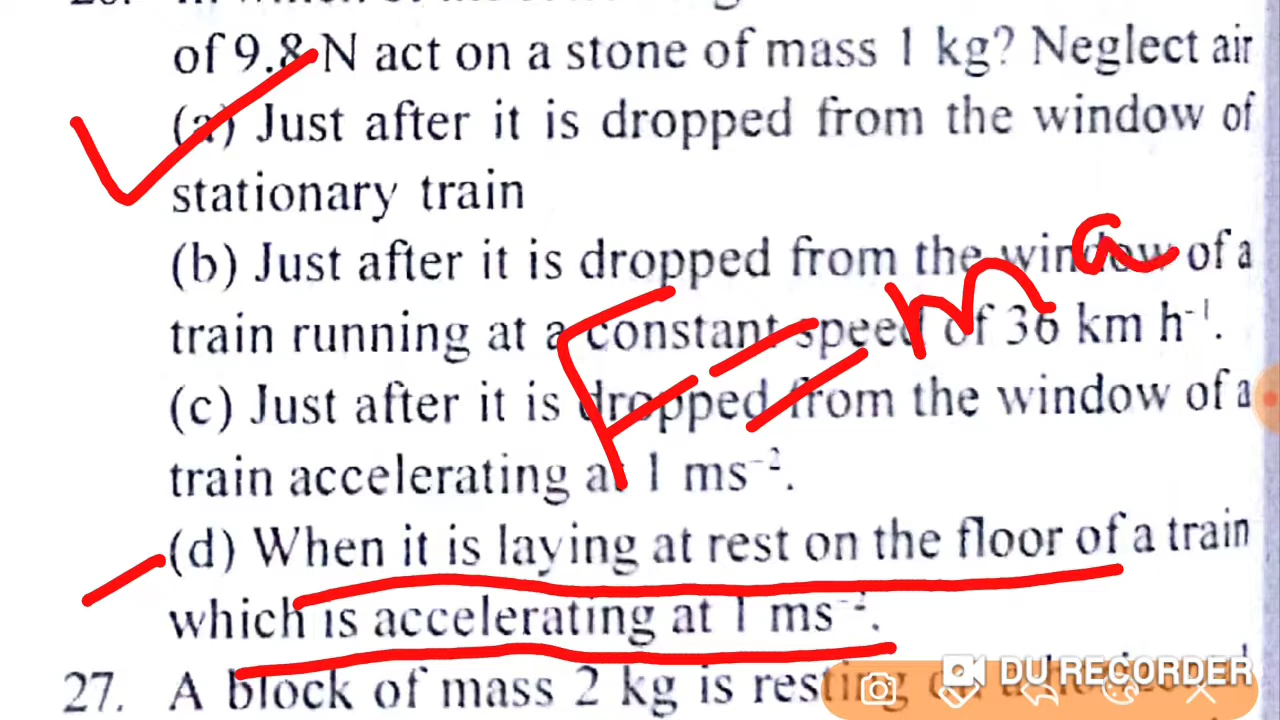 of 9.8 N act on a stone of mass 1 kg? Neglect air
(a) Just after it is dropped from the window of
stationary train
(b) Just after it is dropped from the window of a
train running at a constant speed of 36 km h⁻¹.
(c) Just after it is dropped from the window of a
train accelerating at 1 ms⁻².
(d) When it is laying at rest on the floor of a train
which is accelerating at 1 ms⁻².
27. A block of mass 2 kg is resting
F = ma
DU RECORDER